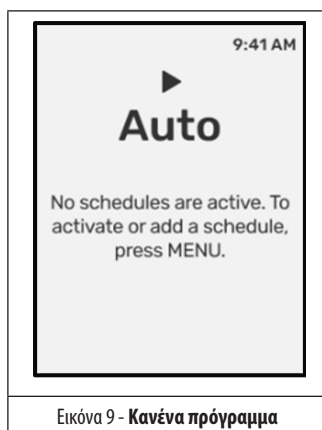 9:41 AM
Auto
No schedules are active. To
activate or add a schedule,
press MENU.
Εικόνα 9 - Κανένα πρόγραμμα